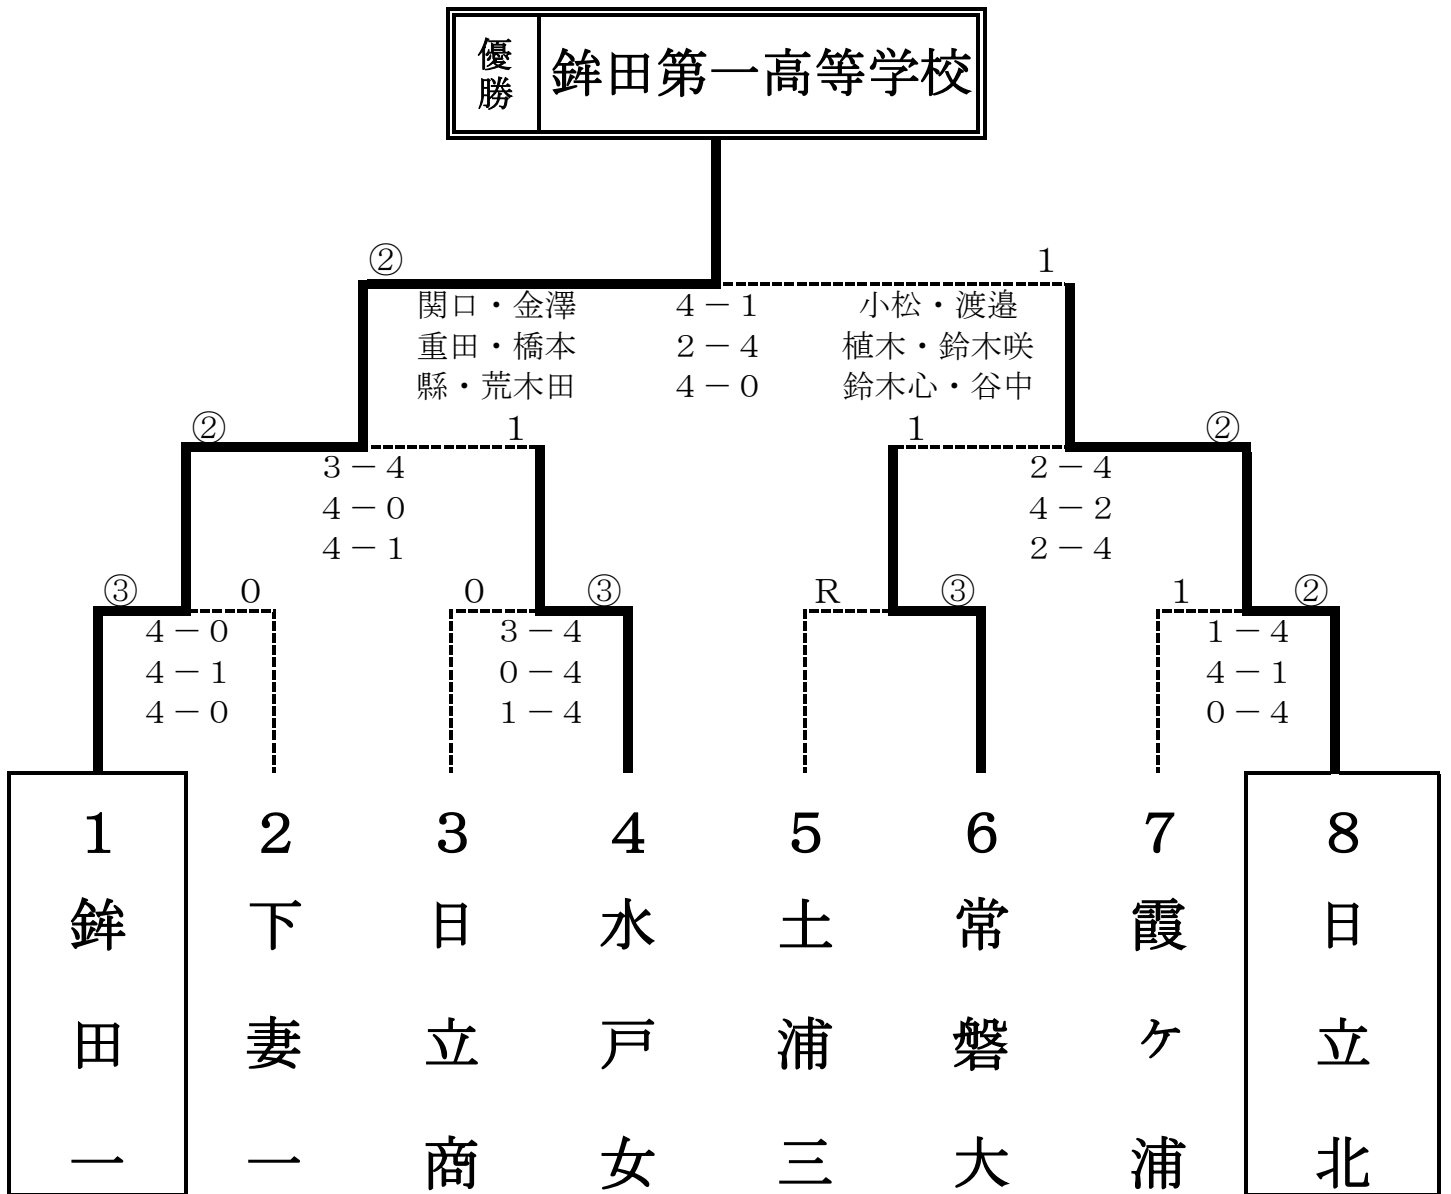 優勝 鉾田第一高等学校
② 1
関口・金澤 4－1 小松・渡邉
重田・橋本 2－4 植木・鈴木咲
縣・荒木田 4－0 鈴木心・谷中
② 1 1 ②
3－4 2－4
4－0 4－2
4－1 2－4
③ 0 0 ③ R ③ 1 ②
4－0 3－4 1－4
4－1 0－4 4－1
4－0 1－4 0－4
1 2 3 4 5 6 7 8
鉾田一
下妻一
日立商
水戸女
土浦三
常磐大
霞ケ浦
日立北